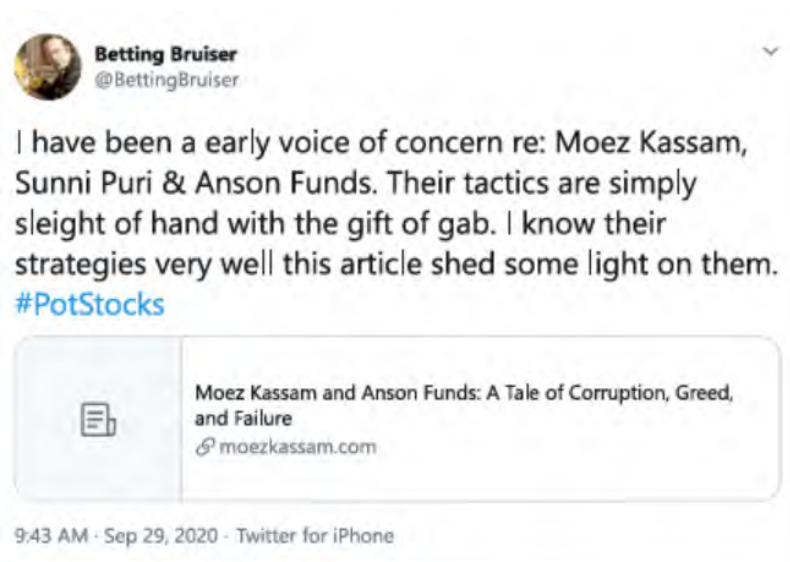 Betting Bruiser
@BettingBruiser
I have been a early voice of concern re: Moez Kassam,
Sunni Puri & Anson Funds. Their tactics are simply
sleight of hand with the gift of gab. I know their
strategies very well this article shed some light on them.
#PotStocks
Moez Kassam and Anson Funds: A Tale of Corruption, Greed,
and Failure
moezkassam.com
9:43 AM · Sep 29, 2020 · Twitter for iPhone